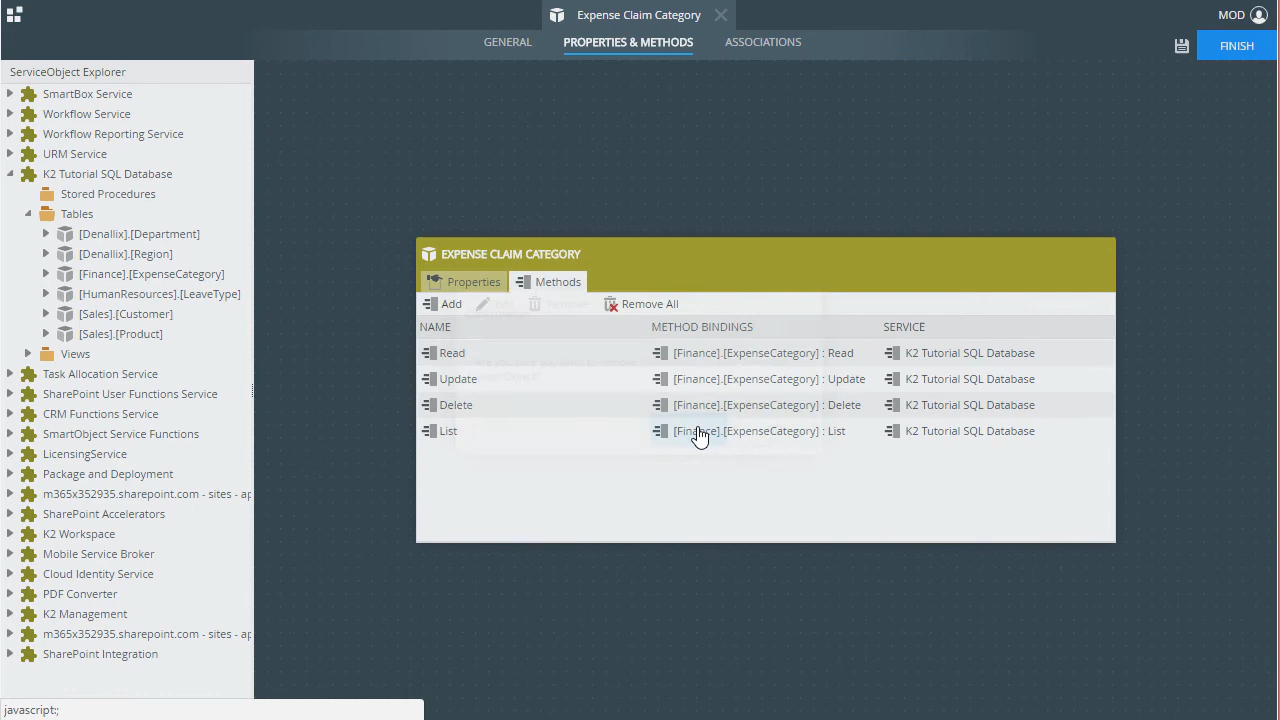 Expense Claim Category
MOD
GENERAL
PROPERTIES & METHODS
ASSOCIATIONS
FINISH
ServiceObject Explorer
SmartBox Service
Workflow Service
Workflow Reporting Service
URM Service
K2 Tutorial SQL Database
Stored Procedures
Tables
[Denallix].[Department]
[Denallix].[Region]
[Finance].[ExpenseCategory]
[HumanResources].[LeaveType]
[Sales].[Customer]
[Sales].[Product]
Views
Task Allocation Service
SharePoint User Functions Service
CRM Functions Service
SmartObject Service Functions
LicensingService
Package and Deployment
m365x352935.sharepoint.com - sites - ap
SharePoint Accelerators
K2 Workspace
Mobile Service Broker
Cloud Identity Service
PDF Converter
K2 Management
m365x352935.sharepoint.com - sites - ap
SharePoint Integration
EXPENSE CLAIM CATEGORY
Properties
Methods
Add
Remove All
NAME METHOD BINDINGS SERVICE
Read [Finance].[ExpenseCategory] : Read K2 Tutorial SQL Database
Update [Finance].[ExpenseCategory] : Update K2 Tutorial SQL Database
Delete [Finance].[ExpenseCategory] : Delete K2 Tutorial SQL Database
List [Finance].[ExpenseCategory] : List K2 Tutorial SQL Database
javascript:;